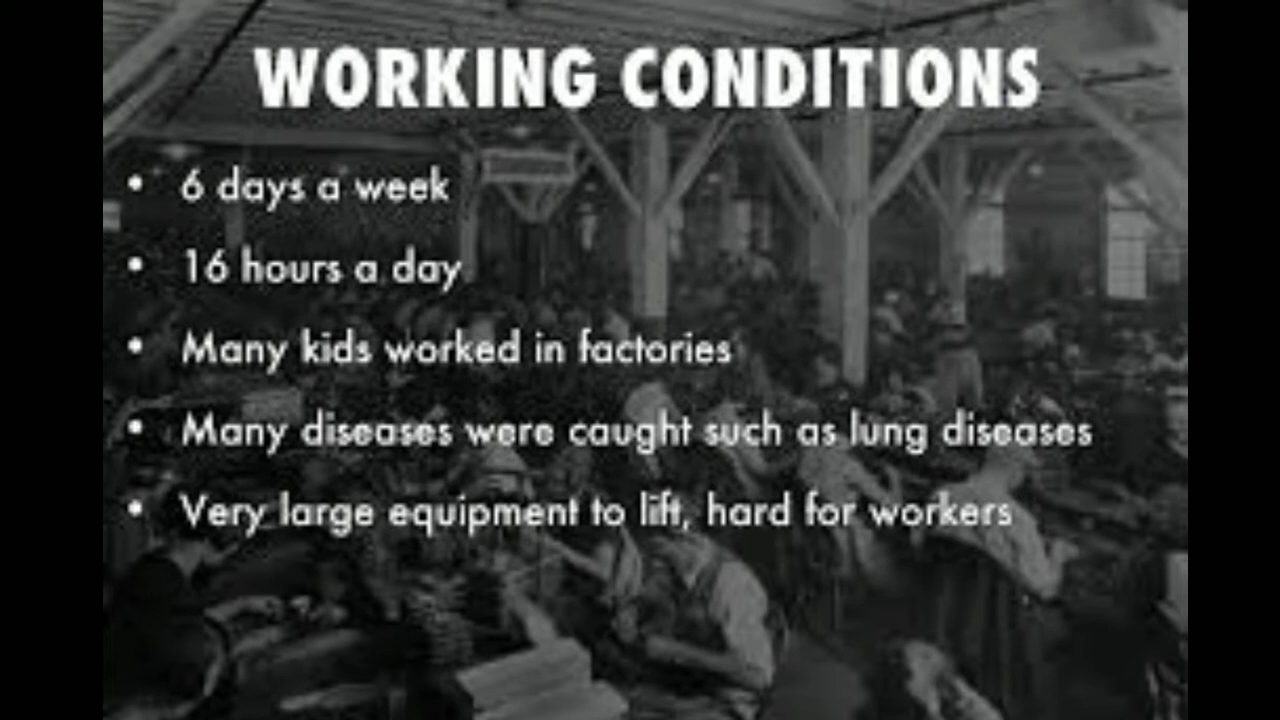 WORKING CONDITIONS
• 6 days a week
• 16 hours a day
• Many kids worked in factories
• Many diseases were caught such as lung diseases
• Very large equipment to lift, hard for workers